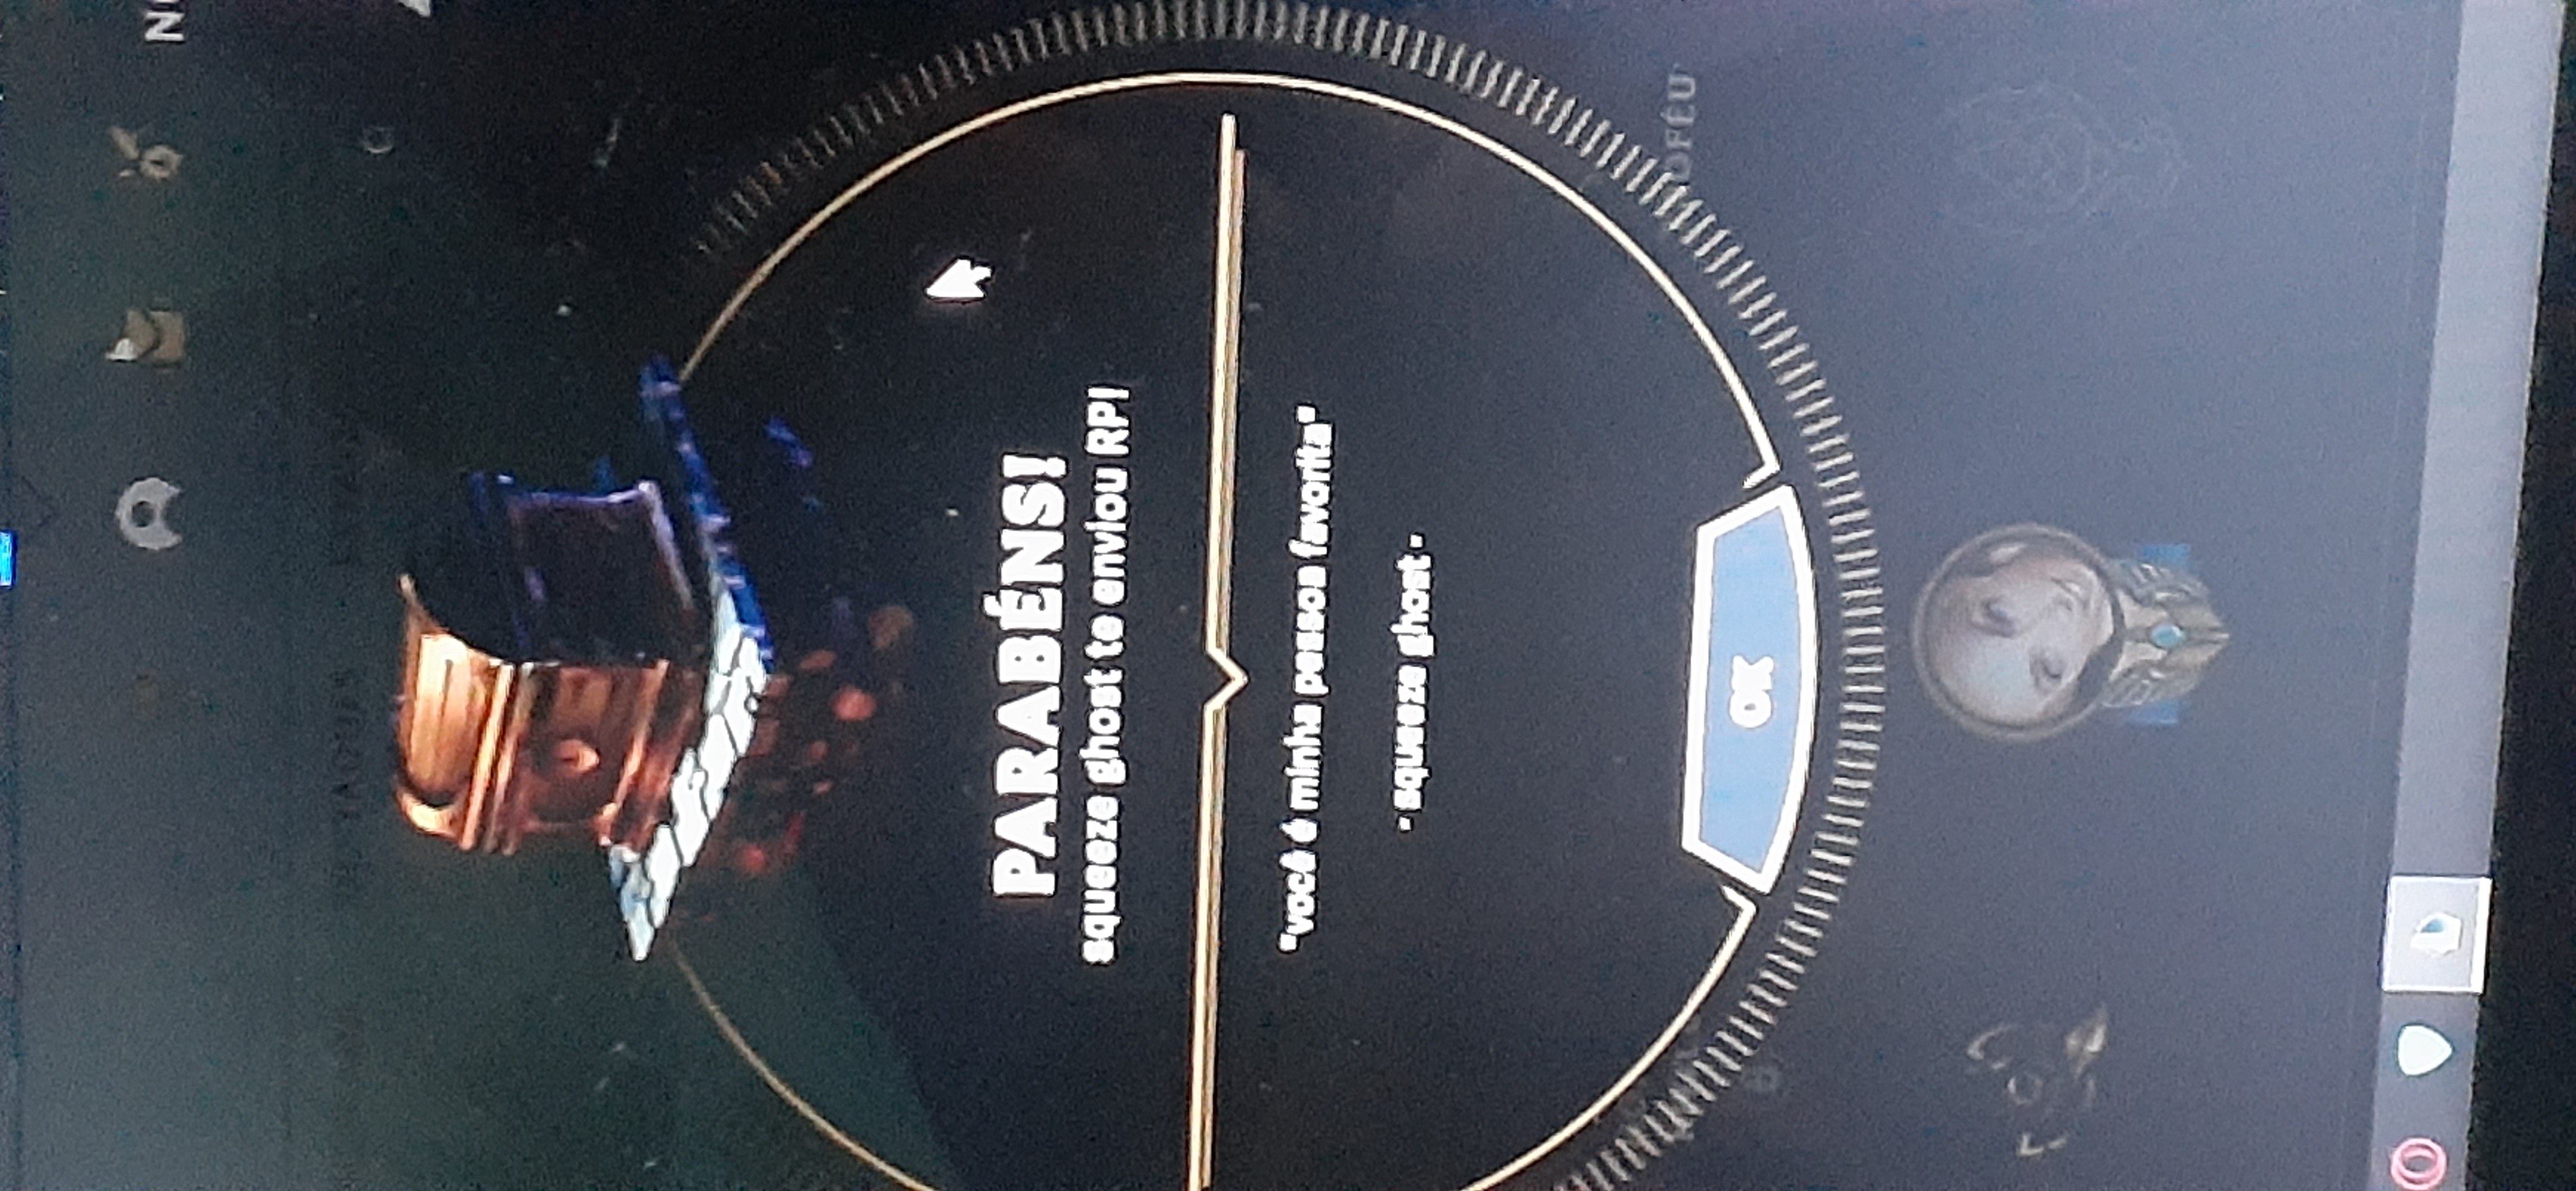 PARABÉNS!
squeeze ghost te enviou RP!
"você é minha pessoa favorita"
- squeeze ghost -
OK